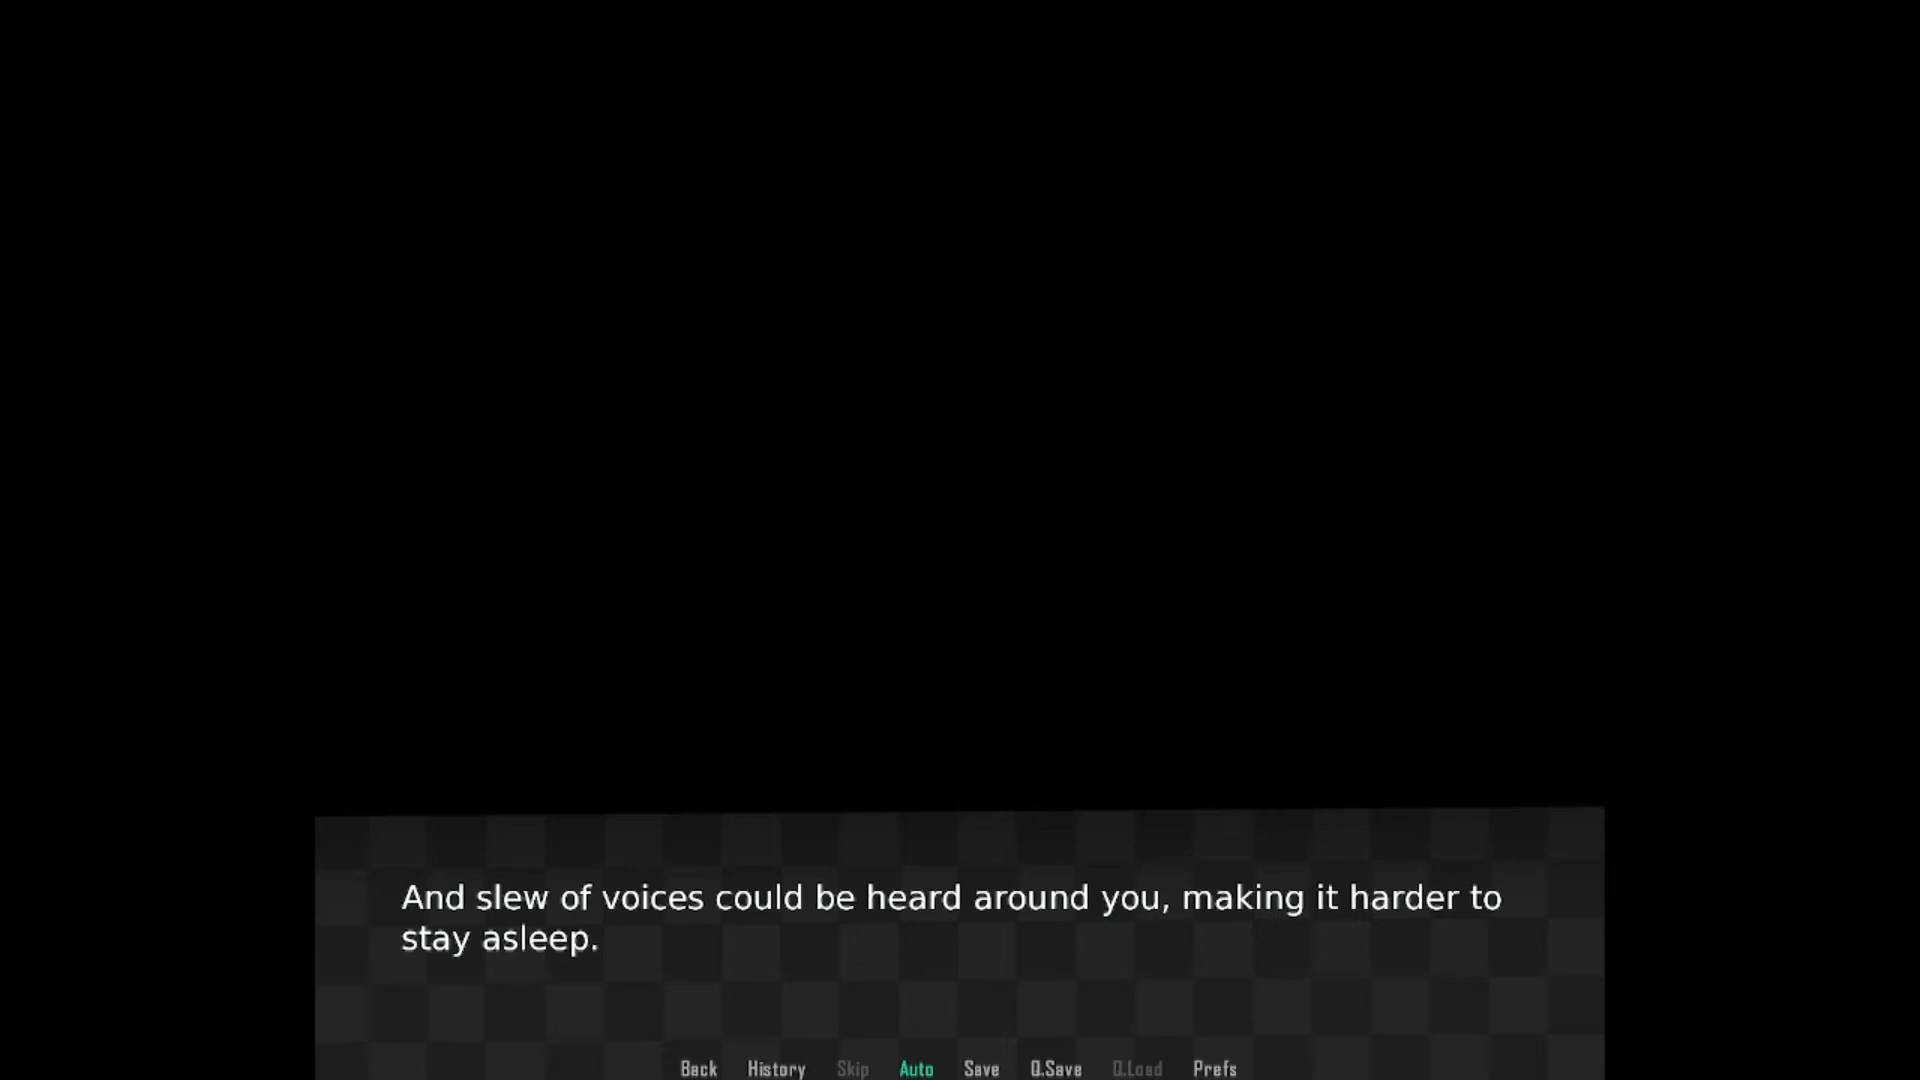 And slew of voices could be heard around you, making it harder to
stay asleep.
Back History Skip Auto Save Q.Save Q.Load Prefs